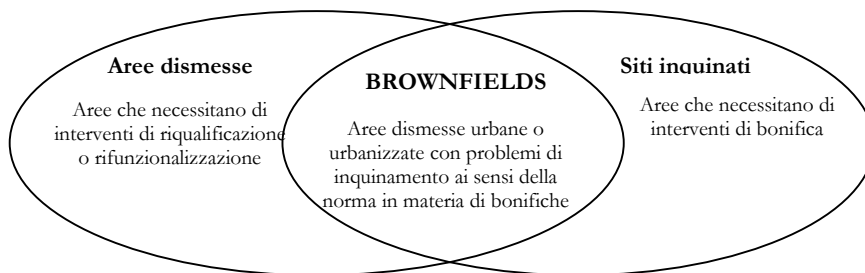 Aree dismesse
Aree che necessitano di
interventi di riqualificazione
o rifunzionalizzazione
BROWNFIELDS
Aree dismesse urbane o
urbanizzate con problemi di
inquinamento ai sensi della
norma in materia di bonifiche
Siti inquinati
Aree che necessitano di
interventi di bonifica